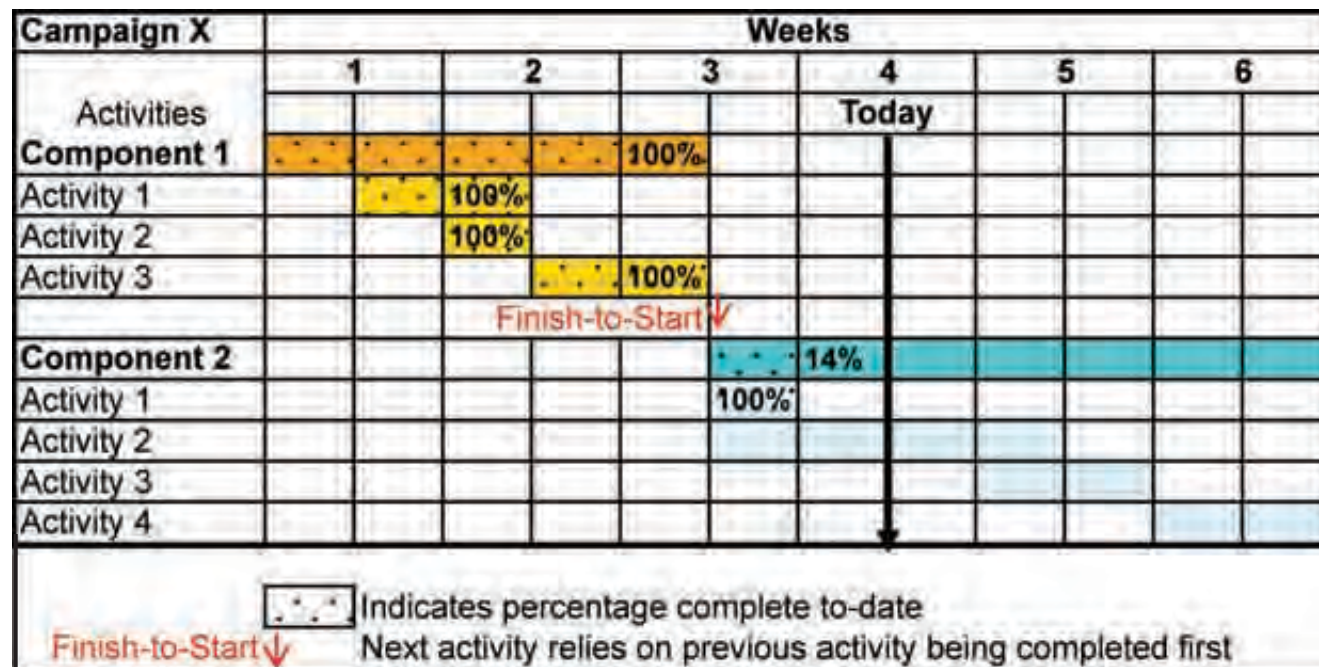 Campaign X Weeks
1 2 3 4 5 6
Activities Today
Component 1 100%
Activity 1 100%
Activity 2 100%
Activity 3 100%
Finish-to-Start↓
Component 2 14%
Activity 1 100%
Activity 2
Activity 3
Activity 4
Indicates percentage complete to-date
Finish-to-Start↓ Next activity relies on previous activity being completed first